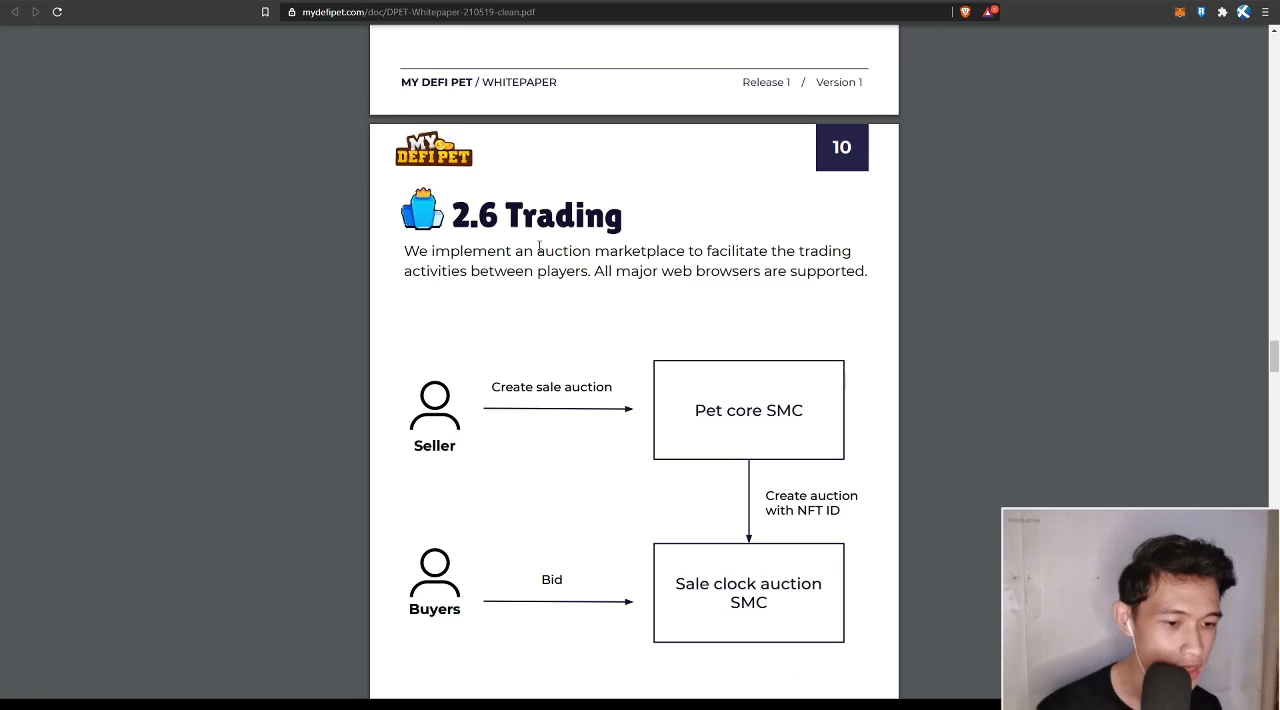 mydefipet.com/doc/DPET-Whitepaper-210519-clean.pdf
MY DEFI PET / WHITEPAPER
Release 1 / Version 1
MY
DEFI PET
10
2.6 Trading
We implement an auction marketplace to facilitate the trading
activities between players. All major web browsers are supported.
Create sale auction
Pet core SMC
Seller
Create auction
with NFT ID
Bid
Sale clock auction
SMC
Buyers